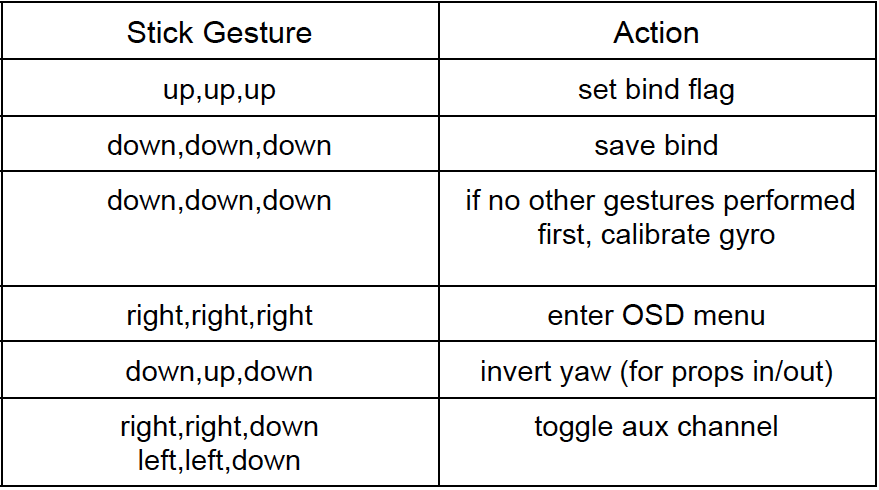 Stick Gesture Action
up,up,up set bind flag
down,down,down save bind
down,down,down if no other gestures performed
first, calibrate gyro
right,right,right enter OSD menu
down,up,down invert yaw (for props in/out)
right,right,down toggle aux channel
left,left,down